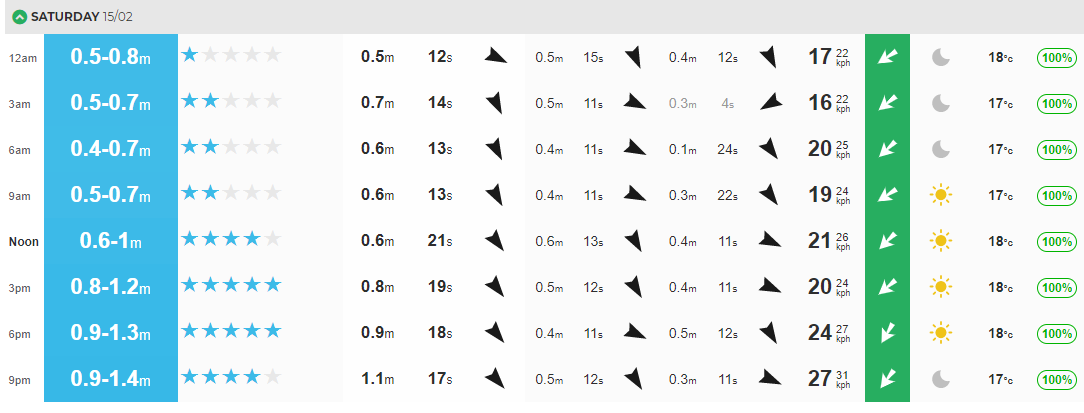 SATURDAY 15/02
12am 0.5-0.8m 0.5m 12s 0.5m 15s 0.4m 12s 17 22 kph 18°c 100%
3am 0.5-0.7m 0.7m 14s 0.5m 11s 0.3m 4s 16 22 kph 17°c 100%
6am 0.4-0.7m 0.6m 13s 0.4m 11s 0.1m 24s 20 25 kph 17°c 100%
9am 0.5-0.7m 0.6m 13s 0.4m 11s 0.3m 22s 19 24 kph 17°c 100%
Noon 0.6-1m 0.6m 21s 0.6m 13s 0.4m 11s 21 26 kph 18°c 100%
3pm 0.8-1.2m 0.8m 19s 0.5m 12s 0.4m 11s 20 24 kph 18°c 100%
6pm 0.9-1.3m 0.9m 18s 0.4m 11s 0.5m 12s 24 27 kph 18°c 100%
9pm 0.9-1.4m 1.1m 17s 0.5m 12s 0.3m 11s 27 31 kph 17°c 100%